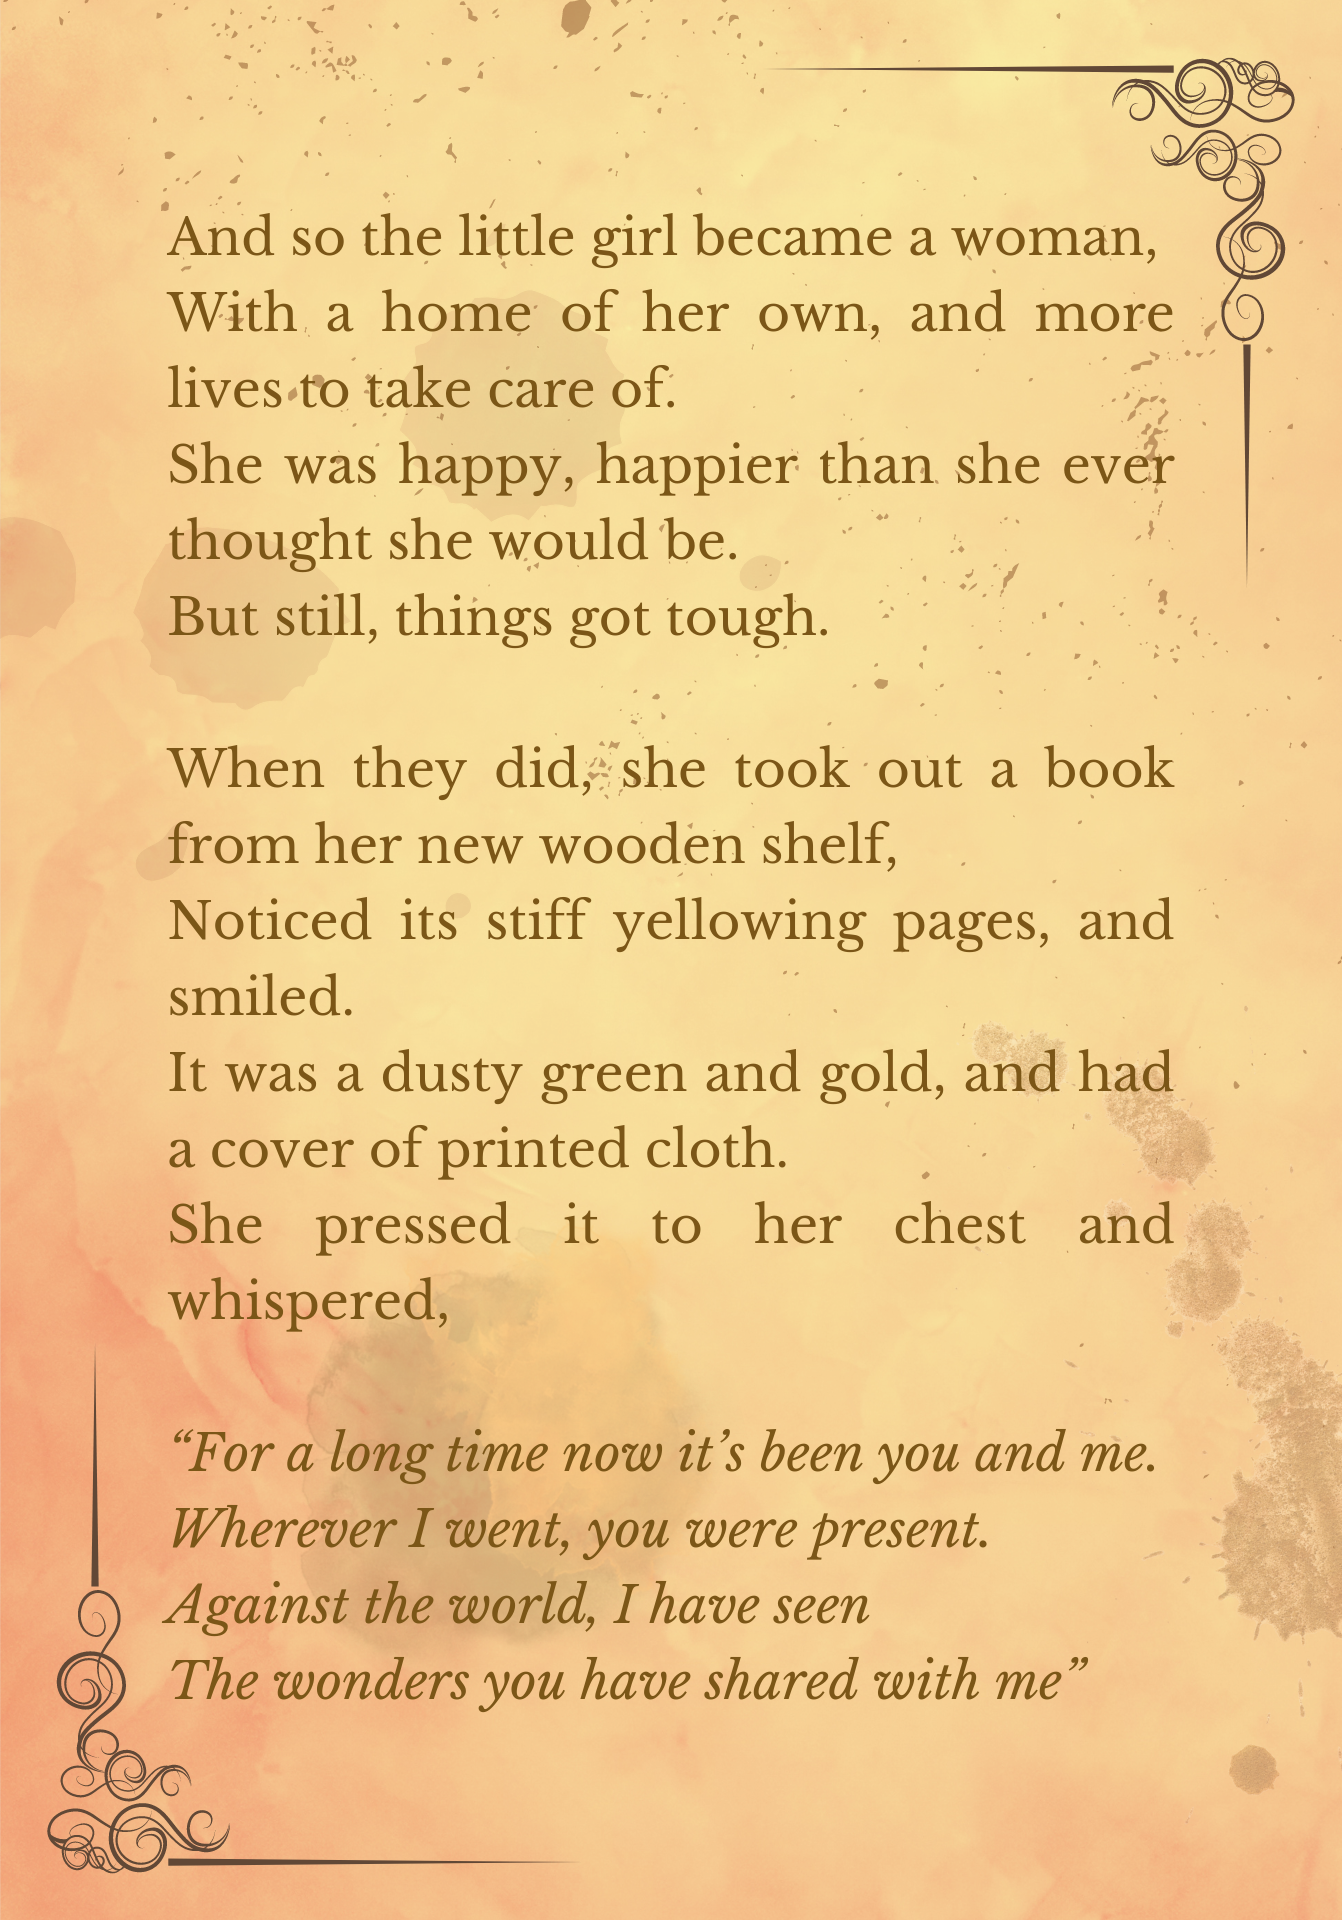 And so the little girl became a woman,
With a home of her own, and more
lives to take care of.
She was happy, happier than she ever
thought she would be.
But still, things got tough.
When they did, she took out a book
from her new wooden shelf,
Noticed its stiff yellowing pages, and
smiled.
It was a dusty green and gold, and had
a cover of printed cloth.
She pressed it to her chest and
whispered,
“For a long time now it’s been you and me.
Wherever I went, you were present.
Against the world, I have seen
The wonders you have shared with me”